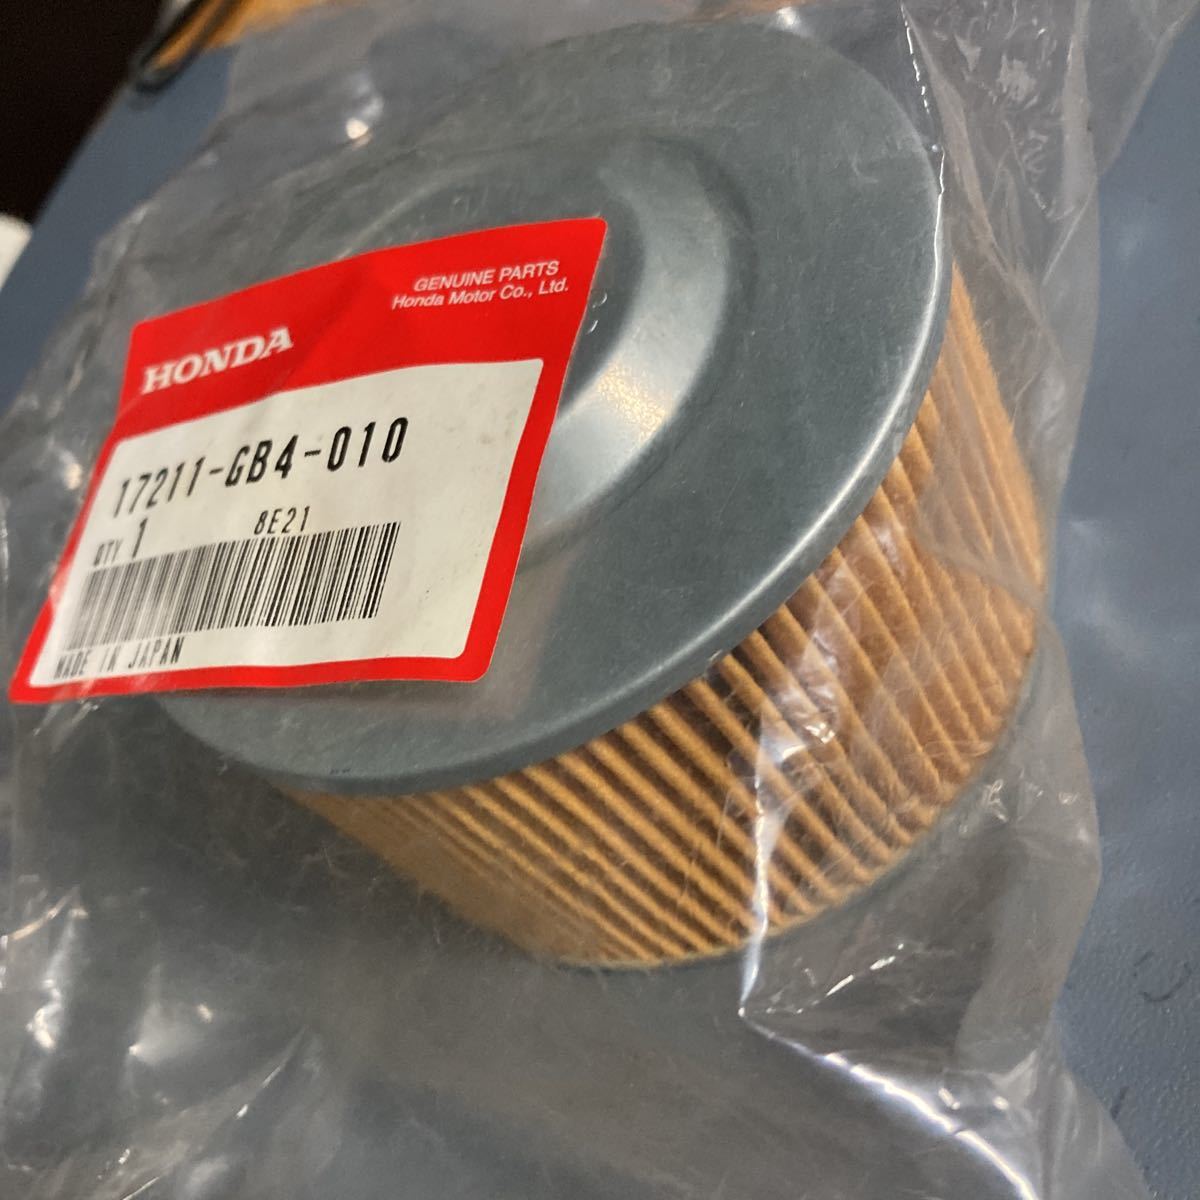 GENUINE PARTS
Honda Motor Co., Ltd.
HONDA
17211-GB4-010
QTY 1 8E21
MADE IN JAPAN